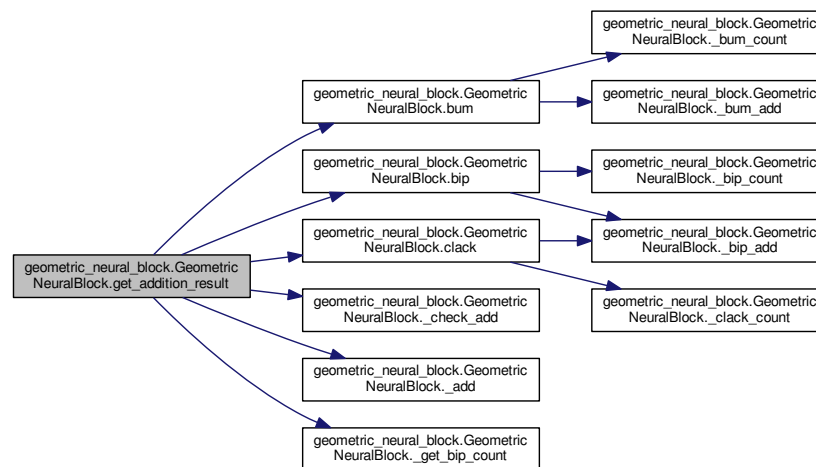 geometric_neural_block.Geometric
NeuralBlock.get_addition_result
geometric_neural_block.Geometric
NeuralBlock.bum
geometric_neural_block.Geometric
NeuralBlock.bip
geometric_neural_block.Geometric
NeuralBlock.clack
geometric_neural_block.Geometric
NeuralBlock._check_add
geometric_neural_block.Geometric
NeuralBlock._add
geometric_neural_block.Geometric
NeuralBlock._get_bip_count
geometric_neural_block.Geometric
NeuralBlock._bum_count
geometric_neural_block.Geometric
NeuralBlock._bum_add
geometric_neural_block.Geometric
NeuralBlock._bip_count
geometric_neural_block.Geometric
NeuralBlock._bip_add
geometric_neural_block.Geometric
NeuralBlock._clack_count